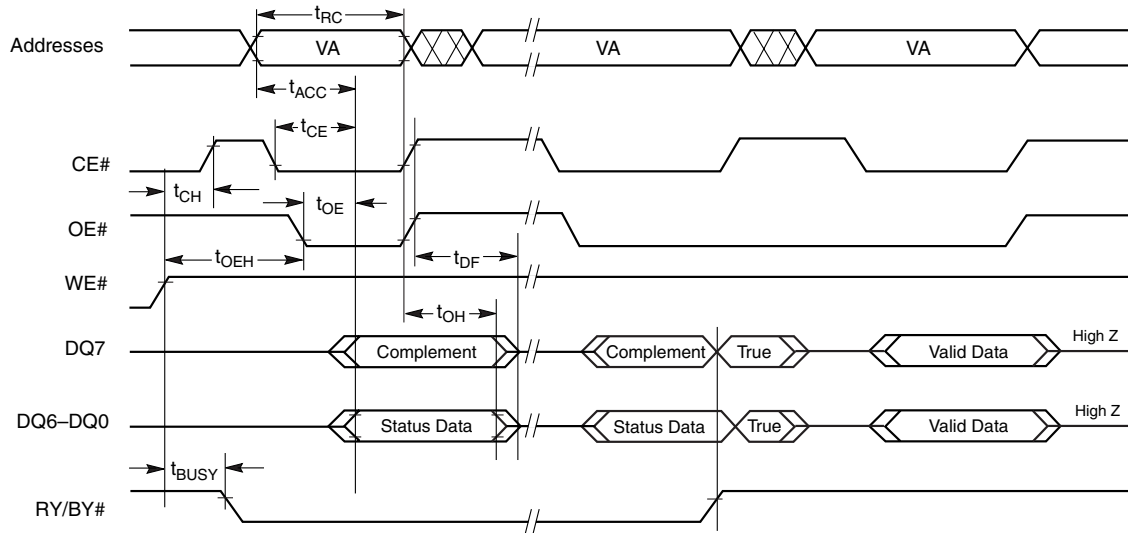 tRC
Addresses VA VA VA
tACC
tCE
CE#
tCH tOE
OE#
tOEH tDF
WE#
tOH
DQ7 Complement Complement True Valid Data High Z
DQ6–DQ0 Status Data Status Data True Valid Data High Z
tBUSY
RY/BY#